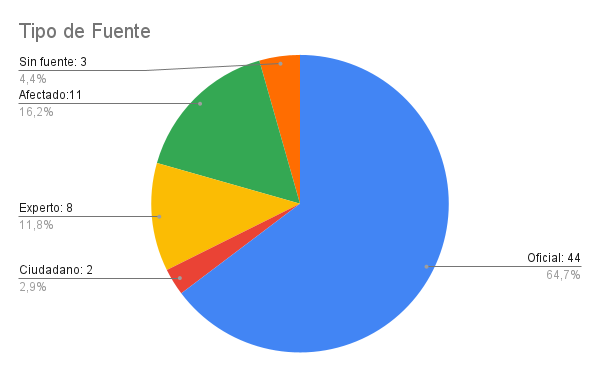 Tipo de Fuente
Sin fuente: 3
4,4%
Afectado:11
16,2%
Experto: 8
11,8%
Ciudadano: 2
2,9%
Oficial: 44
64,7%